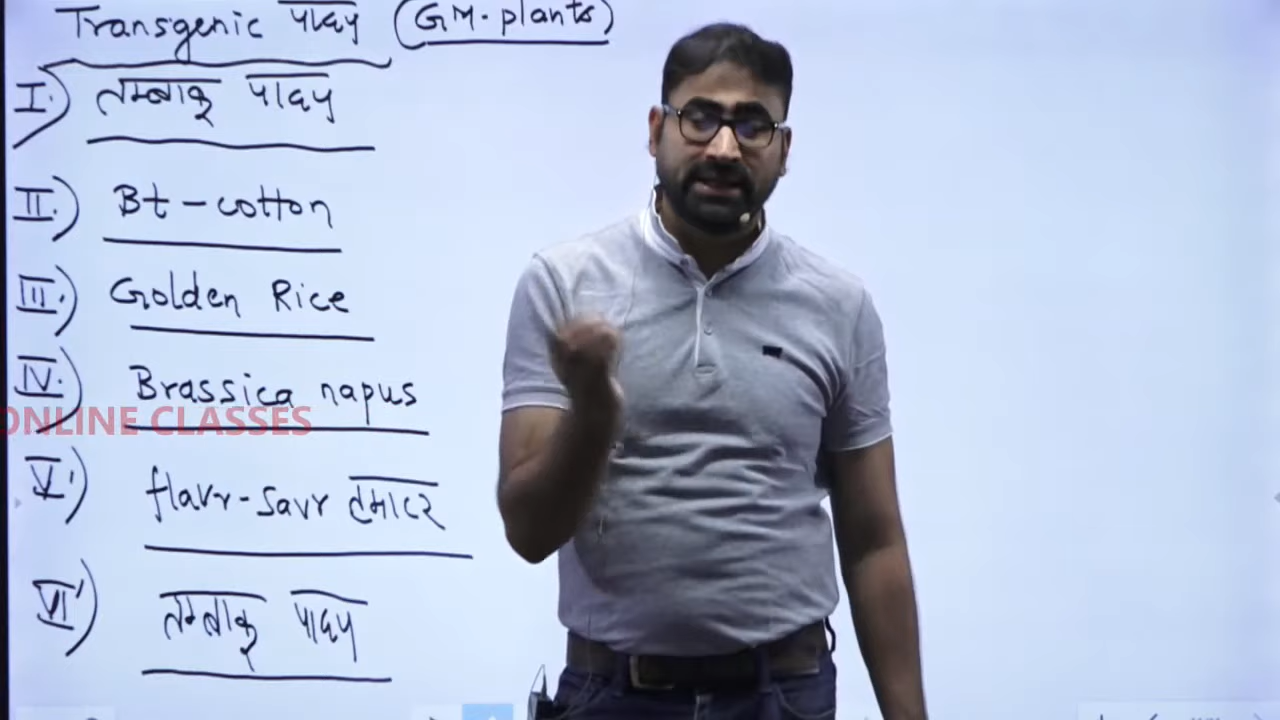 Transgenic पादप (GM. plants)
I.) तम्बाकू पादप
II.) Bt - cotton
III.) Golden Rice
IV.) Brassica napus
ONLINE CLASSES
V.) flavr-Savr टमाटर
VI) तम्बाकू पादप